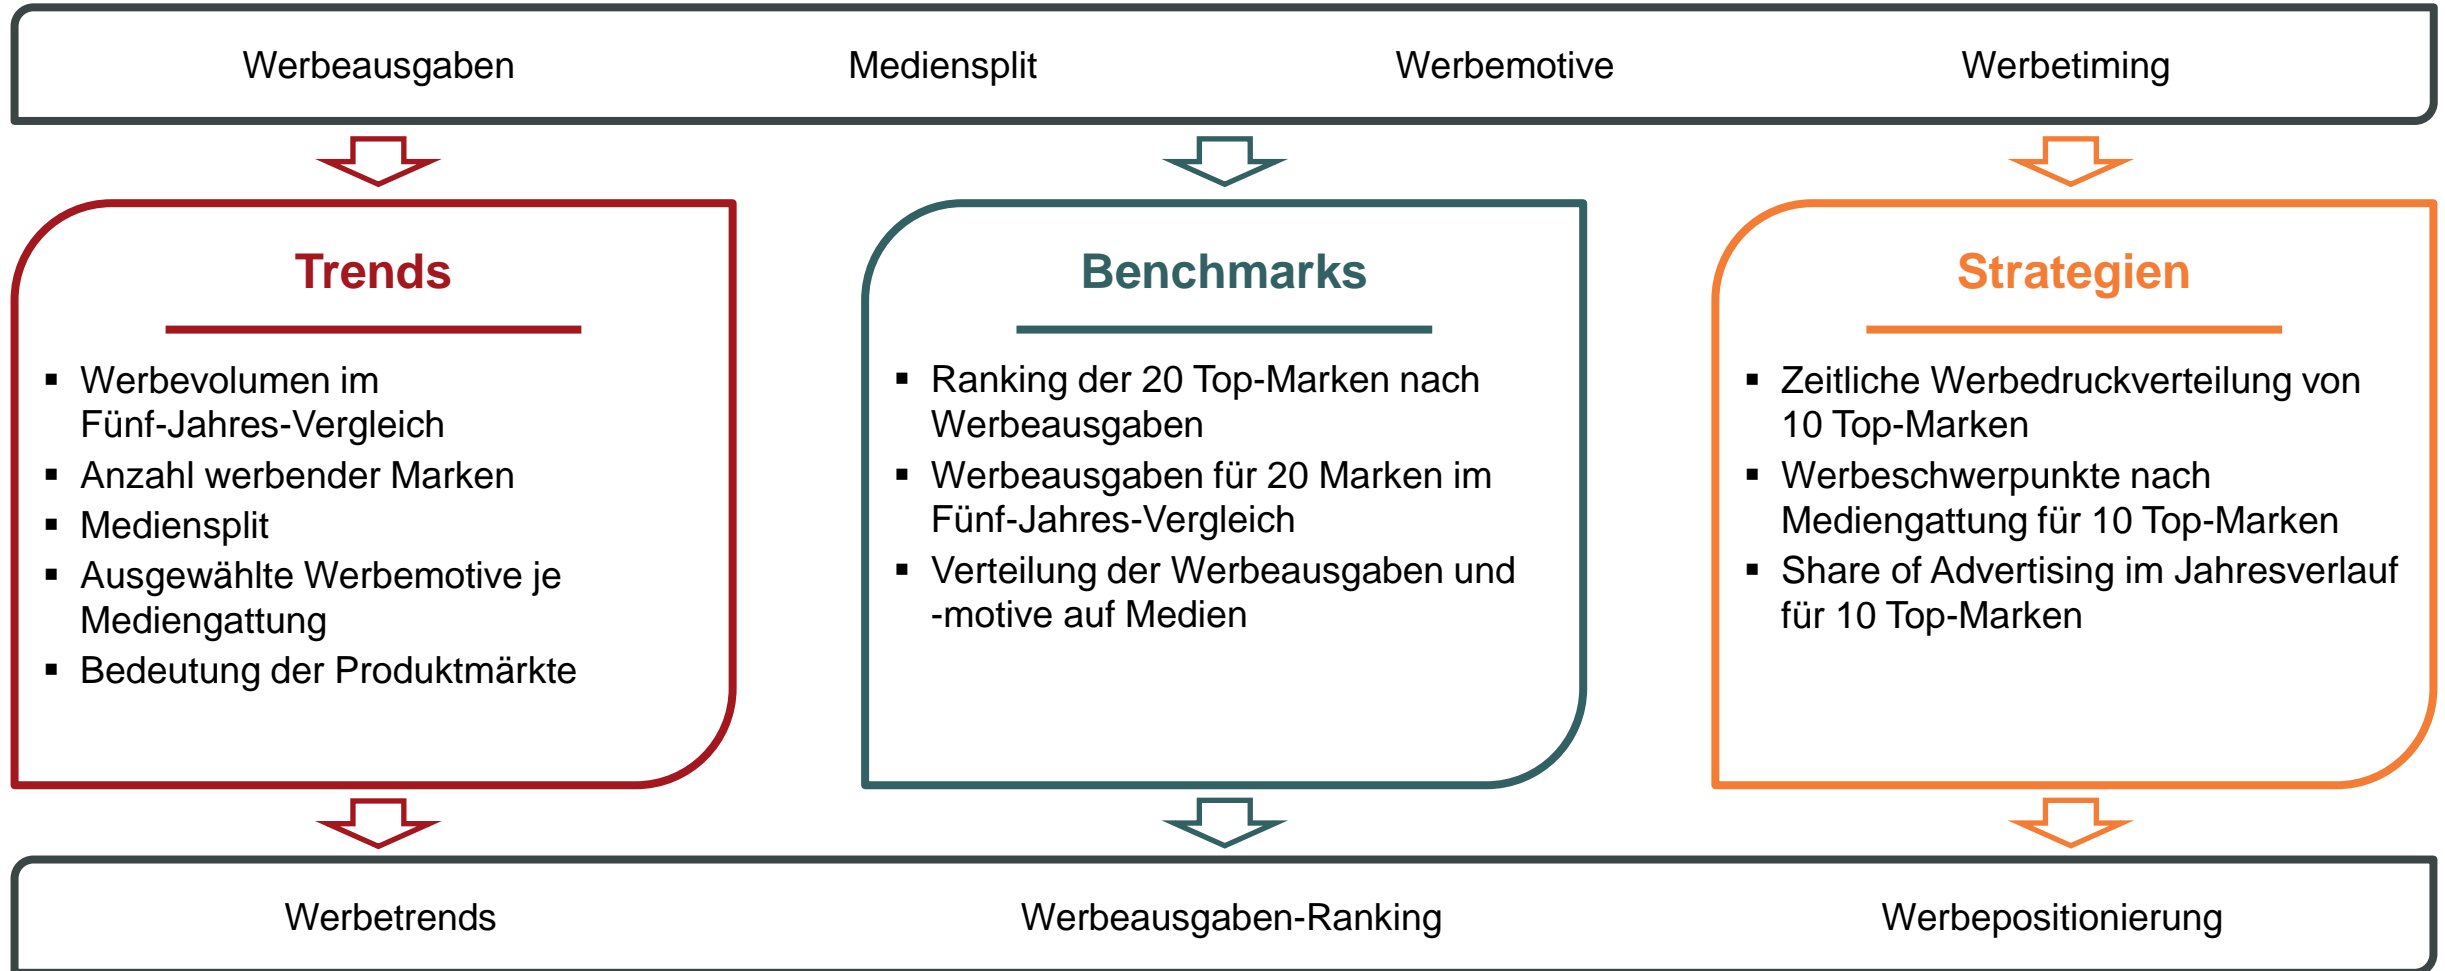 Werbeausgaben Mediensplit Werbemotive Werbetiming
Trends
▪ Werbevolumen im
Fünf-Jahres-Vergleich
▪ Anzahl werbender Marken
▪ Mediensplit
▪ Ausgewählte Werbemotive je
Mediengattung
▪ Bedeutung der Produktmärkte
Benchmarks
▪ Ranking der 20 Top-Marken nach
Werbeausgaben
▪ Werbeausgaben für 20 Marken im
Fünf-Jahres-Vergleich
▪ Verteilung der Werbeausgaben und
-motive auf Medien
Strategien
▪ Zeitliche Werbedruckverteilung von
10 Top-Marken
▪ Werbeschwerpunkte nach
Mediengattung für 10 Top-Marken
▪ Share of Advertising im Jahresverlauf
für 10 Top-Marken
Werbetrends Werbeausgaben-Ranking Werbepositionierung